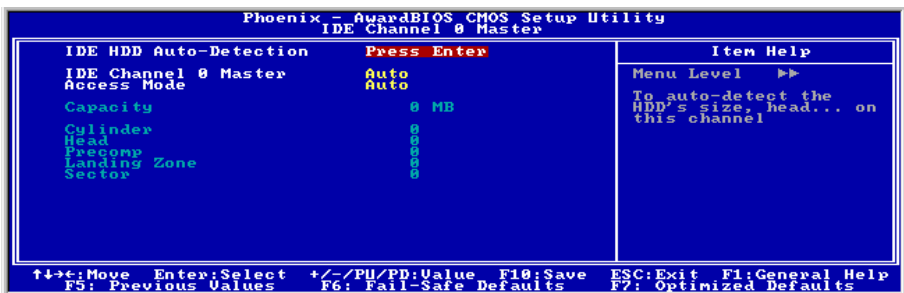 Phoenix - AwardBIOS CMOS Setup Utility
IDE Channel 0 Master
IDE HDD Auto-Detection Press Enter
IDE Channel 0 Master Auto
Access Mode Auto
Capacity 0 MB
Cylinder 0
Head 0
Precomp 0
Landing Zone 0
Sector 0
Item Help
Menu Level ►►
To auto-detect the
HDD's size, head... on
this channel
↑↓→←:Move Enter:Select +/-/PU/PD:Value F10:Save ESC:Exit F1:General Help
F5: Previous Values F6: Fail-Safe Defaults F7: Optimized Defaults